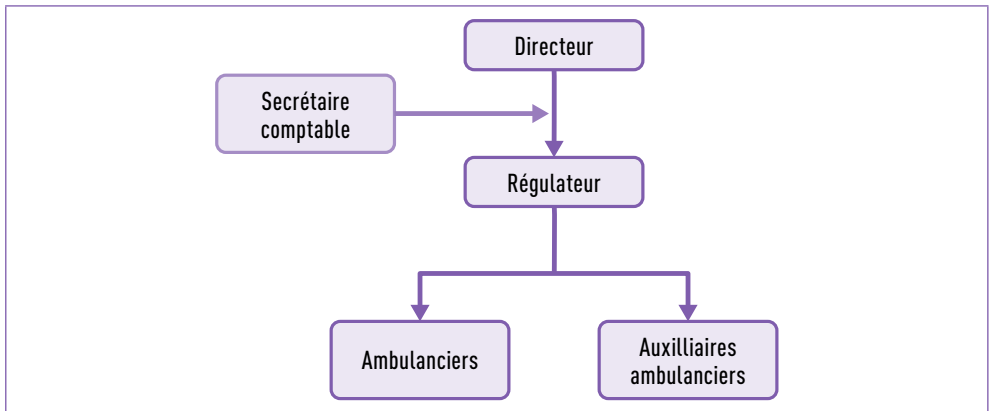 Directeur
Secrétaire
comptable
Régulateur
Ambulanciers
Auxilliaires
ambulanciers